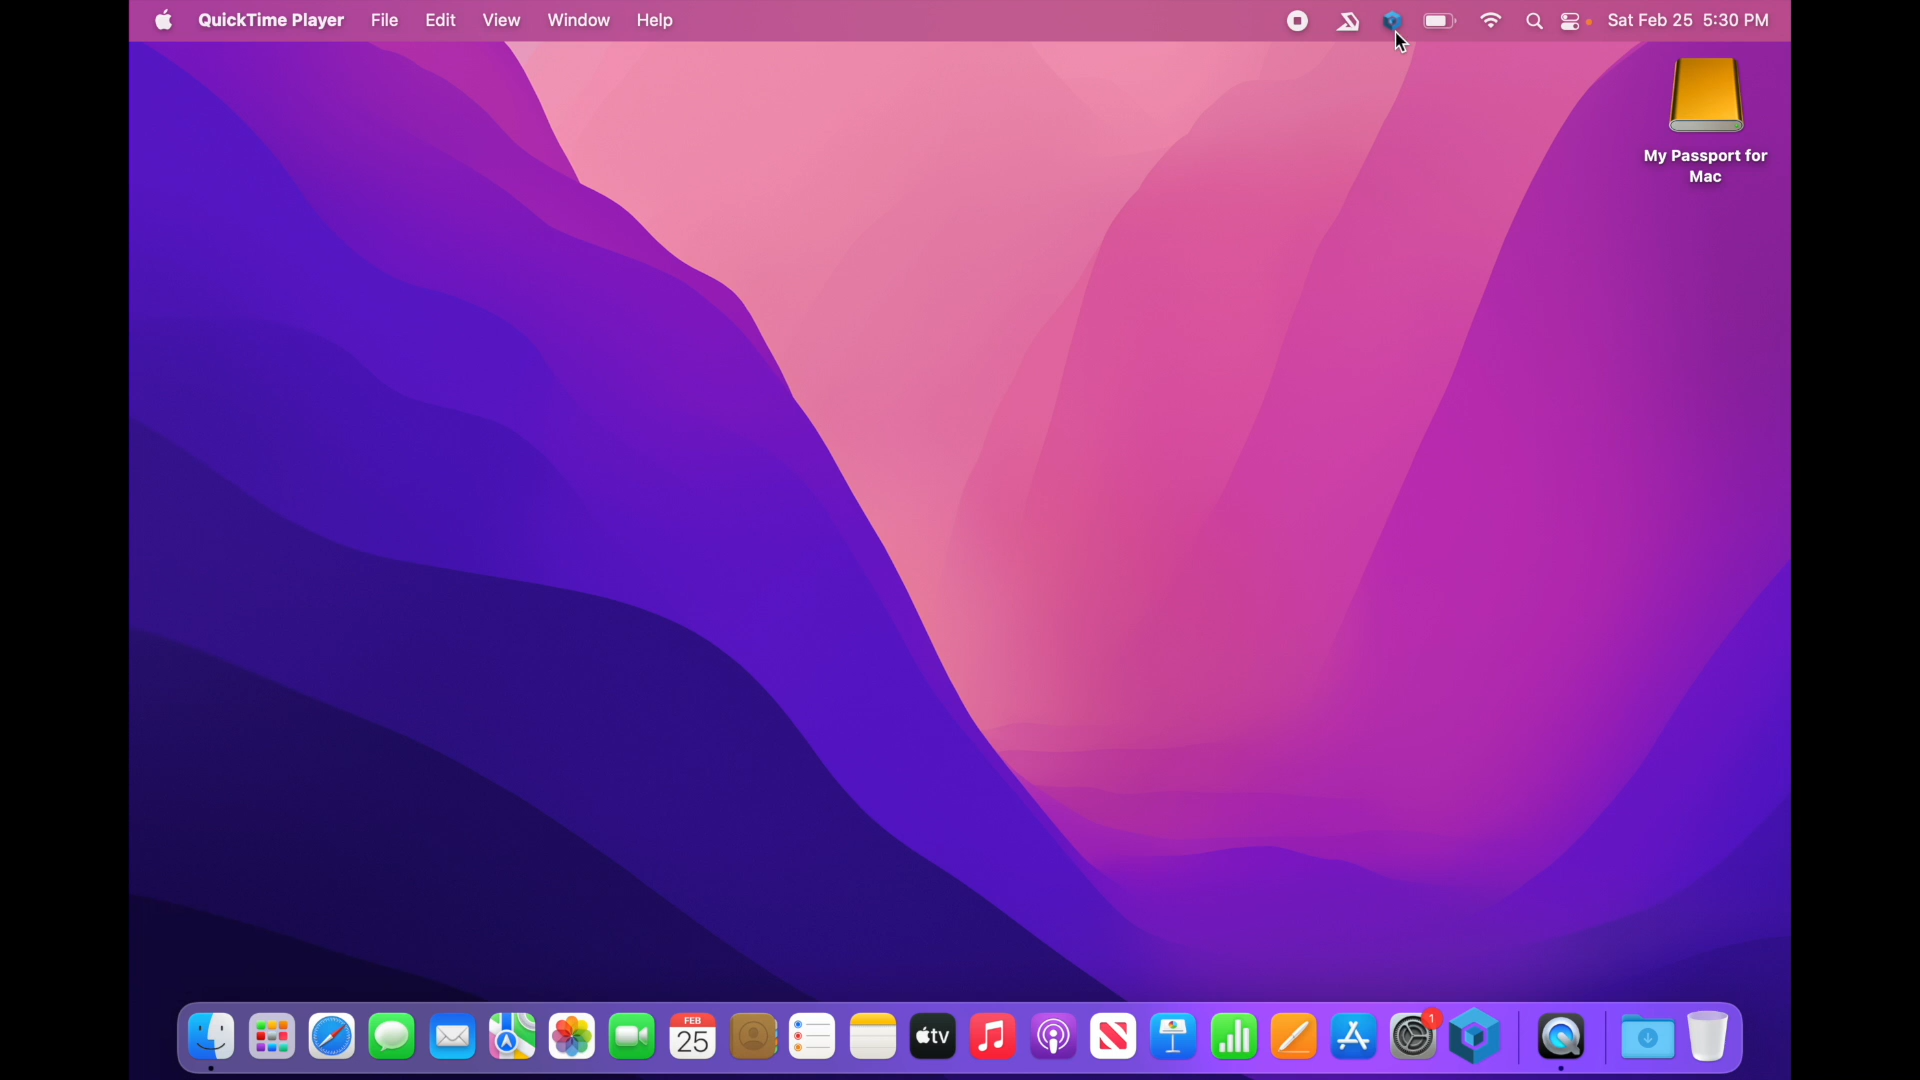 QuickTime Player File Edit View Window Help Sat Feb 25 5:30 PM
My Passport for
Mac
FEB
25
tv
1